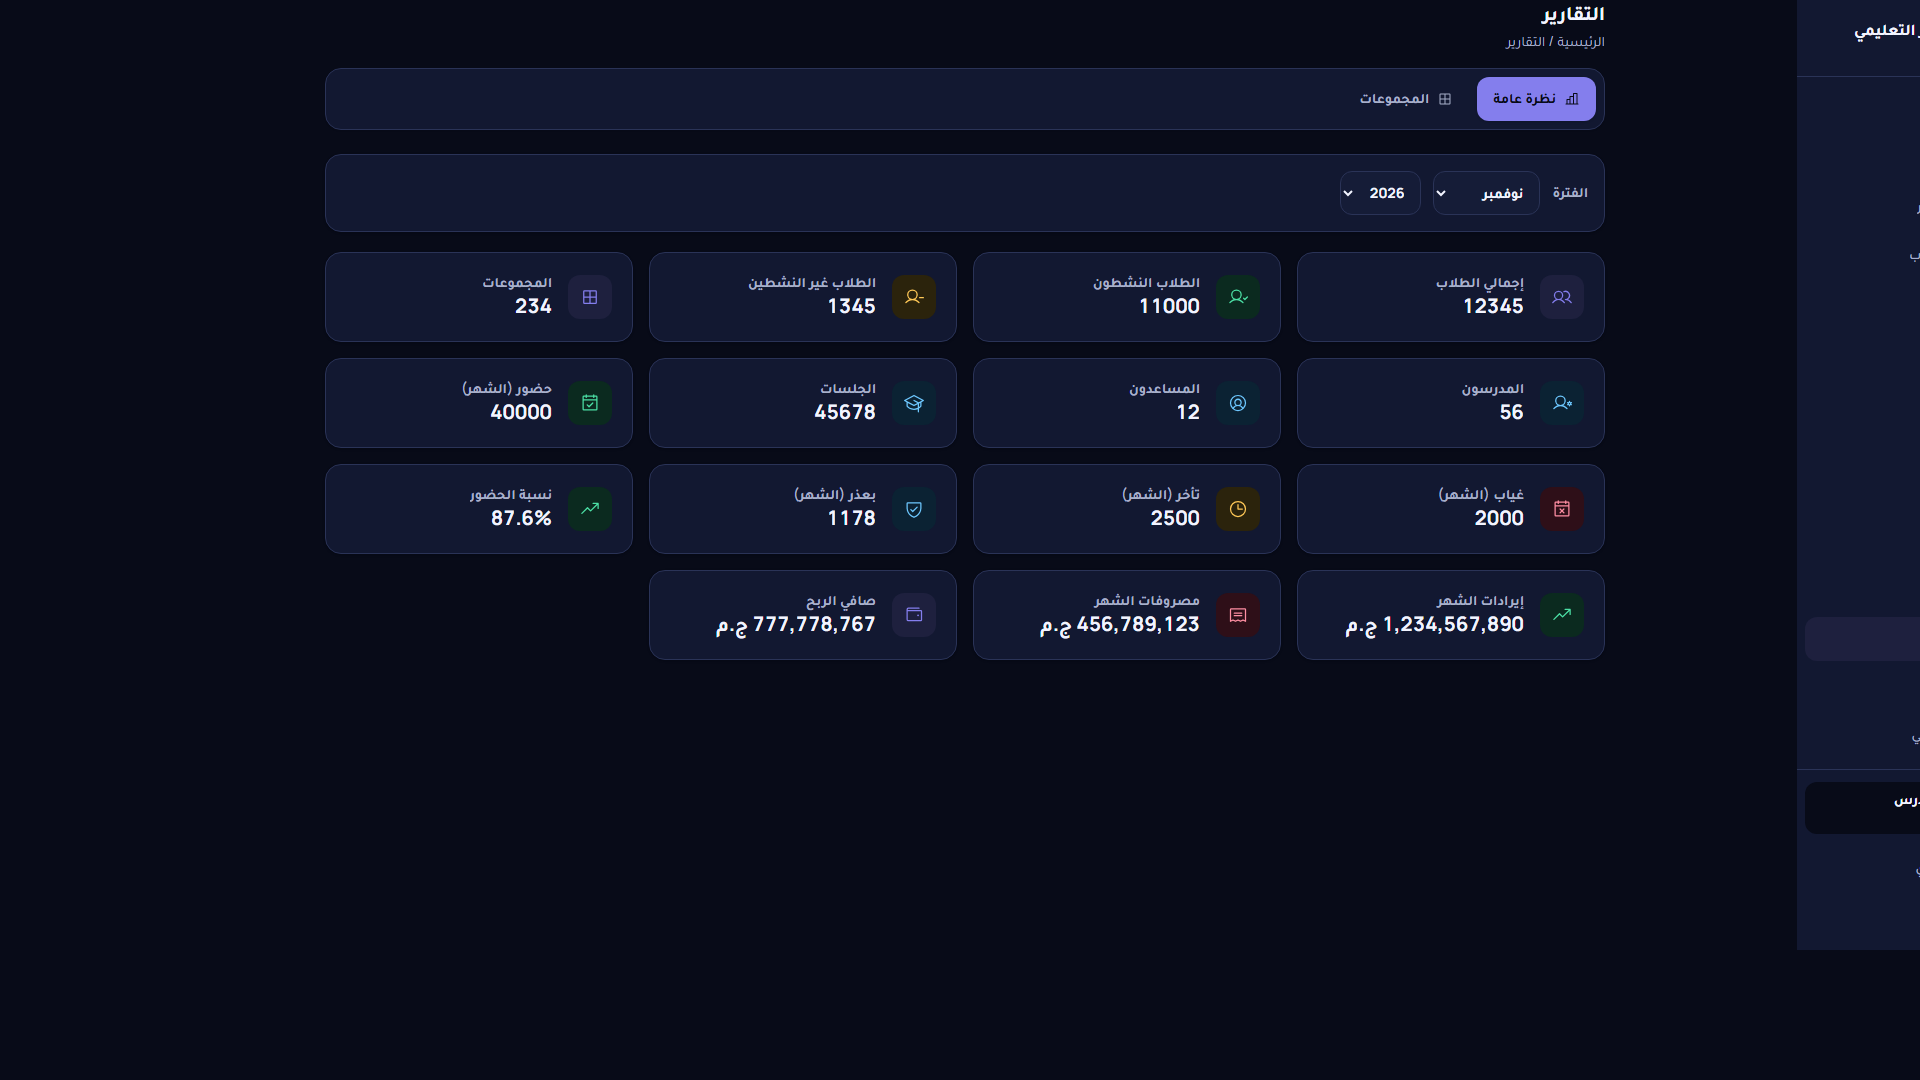 التقارير
الرئيسية / التقارير
نظرة عامة
المجموعات
الفترة
نوفمبر
2026
إجمالي الطلاب
12345
الطلاب النشطون
11000
الطلاب غير النشطين
1345
المجموعات
234
المدرسون
56
المساعدون
12
الجلسات
45678
حضور (الشهر)
40000
غياب (الشهر)
2000
تأخر (الشهر)
2500
بعذر (الشهر)
1178
نسبة الحضور
87.6%
إيرادات الشهر
1,234,567,890 ج.م
مصروفات الشهر
456,789,123 ج.م
صافي الربح
777,778,767 ج.م
التعليمي